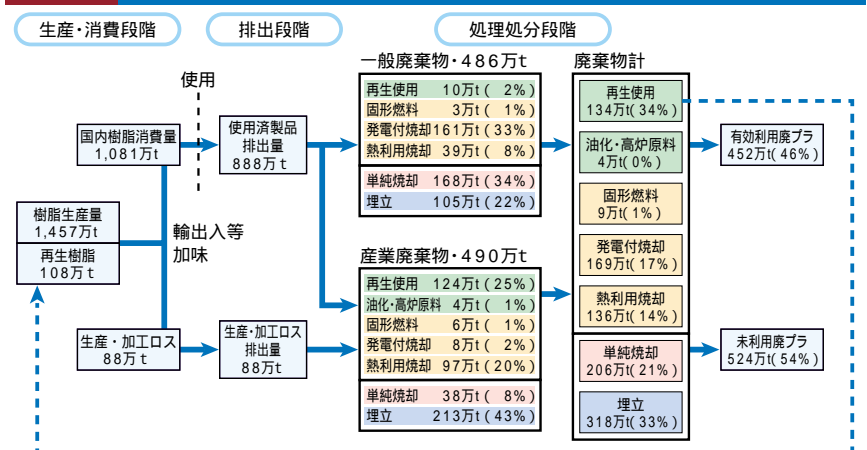 生産・消費段階
排出段階
処理処分段階
使用
国内樹脂消費量
1,081万t
樹脂生産量
1,457万t
再生樹脂
108万t
輸出入等
加味
生産・加工ロス
88万t
使用済製品
排出量
888万t
生産・加工ロス
排出量
88万t
一般廃棄物・486万t
再生使用 10万t( 2%)
固形燃料 3万t( 1%)
発電付焼却161万t(33%)
熱利用焼却 39万t( 8%)
単純焼却 168万t(34%)
埋立 105万t(22%)
産業廃棄物・490万t
再生使用 124万t(25%)
油化・高炉原料 4万t( 1%)
固形燃料 6万t( 1%)
発電付焼却 8万t( 2%)
熱利用焼却 97万t(20%)
単純焼却 38万t( 8%)
埋立 213万t(43%)
廃棄物計
再生使用
134万t(34%)
油化・高炉原料
4万t(0%)
固形燃料
9万t(1%)
発電付焼却
169万t(17%)
熱利用焼却
136万t(14%)
単純焼却
206万t(21%)
埋立
318万t(33%)
有効利用廃プラ
452万t(46%)
未利用廃プラ
524万t(54%)